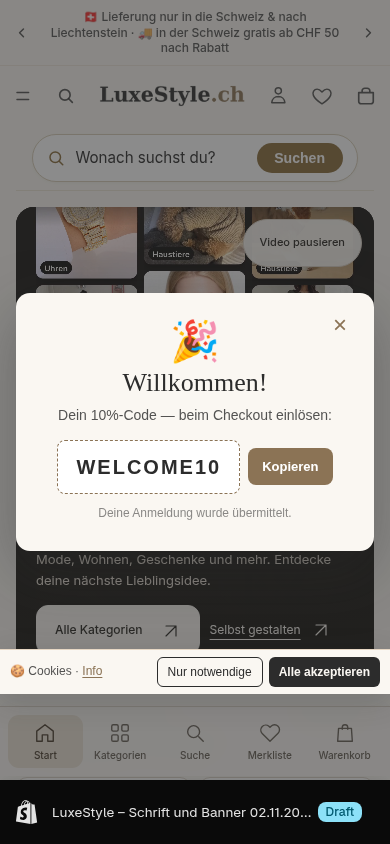 🇨🇭 Lieferung nur in die Schweiz & nach
Liechtenstein · 🚚 in der Schweiz gratis ab CHF 50
nach Rabatt
LuxeStyle.ch
Wonach suchst du?
Suchen
Video pausieren
Uhren
Haustiere
Haustiere
Willkommen!
Dein 10%-Code — beim Checkout einlösen:
WELCOME10
Kopieren
Deine Anmeldung wurde übermittelt.
Mode, Wohnen, Geschenke und mehr. Entdecke
deine nächste Lieblingsidee.
Alle Kategorien
Selbst gestalten
🍪 Cookies · Info
Nur notwendige
Alle akzeptieren
Start
Kategorien
Suche
Merkliste
Warenkorb
LuxeStyle – Schrift und Banner 02.11.20...
Draft